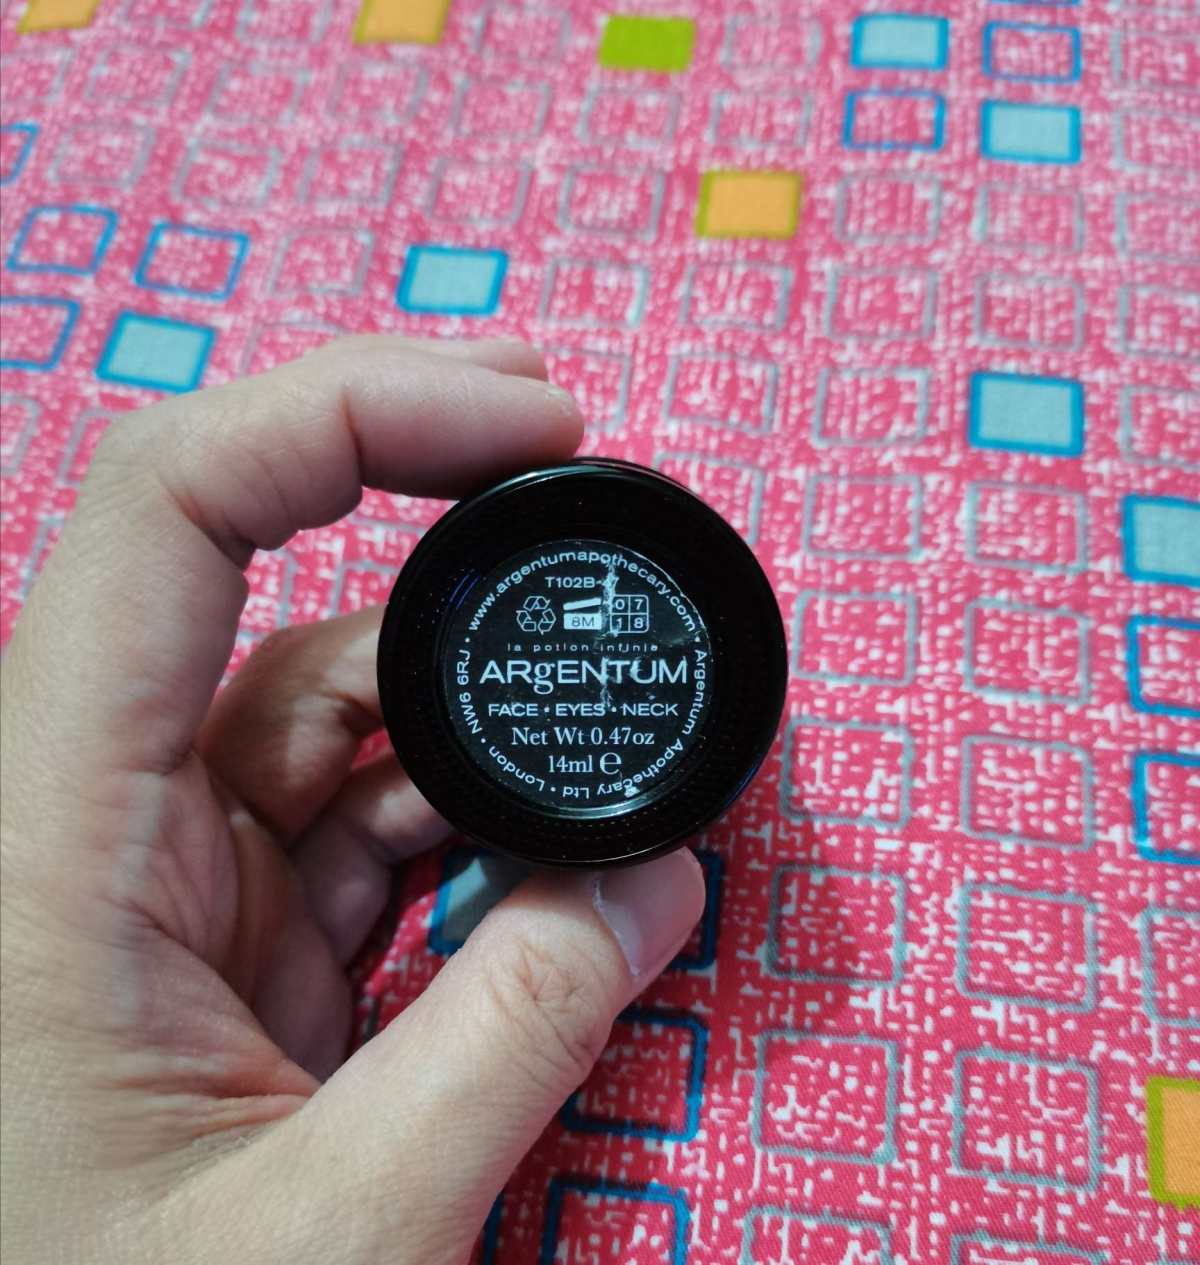 www.argentumapothecary.com • Argentum Apothecary Ltd • London • NW6 6RJ •
T102B-47
8M
07
18
la potion infinie
ARgENTUM
FACE • EYES • NECK
Net Wt 0.47oz
14ml ℮